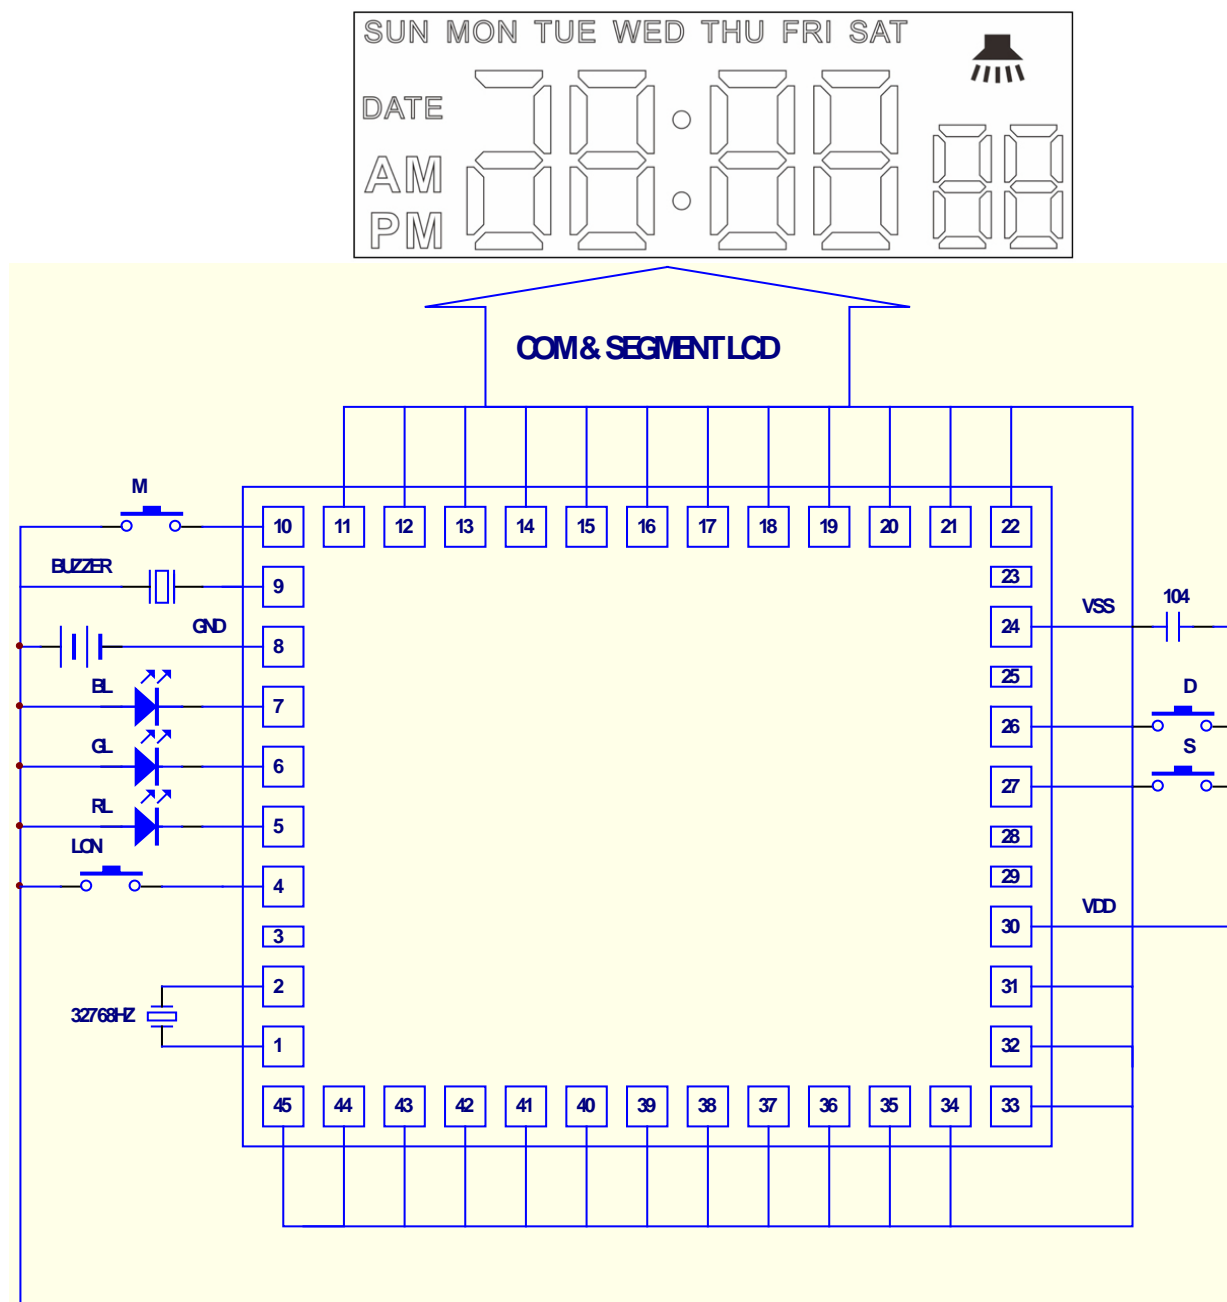 SUN MON TUE WED THU FRI SAT
DATE
AM
PM
COM & SEGMENT LCD
M
10 11 12 13 14 15 16 17 18 19 20 21 22
BUZZER
9
23
104
VSS
24
GND
8
25
BL
D
7
26
GL
S
6
27
RL
5
28
LON
4
29
VDD
30
3
2
31
32768HZ
1
32
45 44 43 42 41 40 39 38 37 36 35 34 33